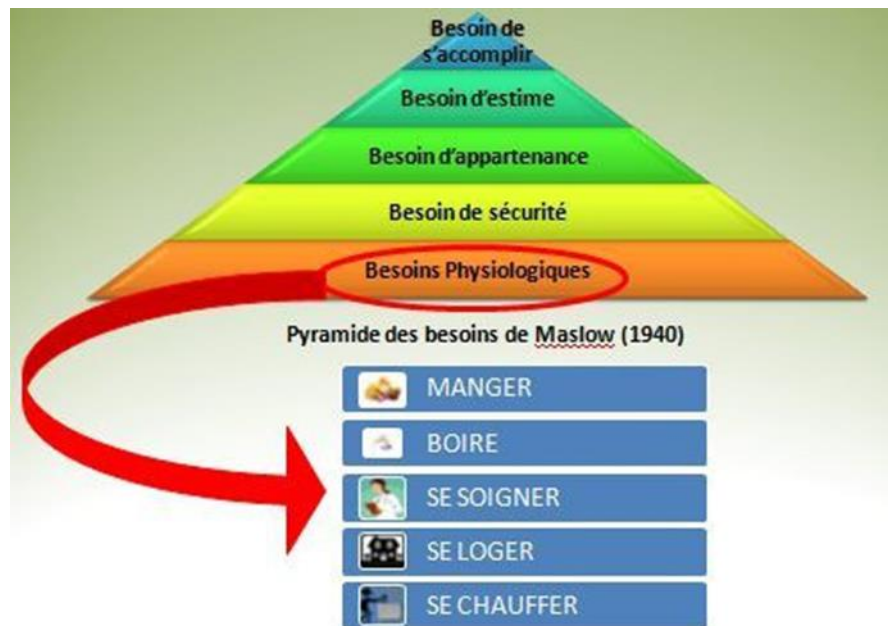 Besoin de
s'accomplir
Besoin d'estime
Besoin d'appartenance
Besoin de sécurité
Besoins Physiologiques
Pyramide des besoins de Maslow (1940)
MANGER
BOIRE
SE SOIGNER
SE LOGER
SE CHAUFFER